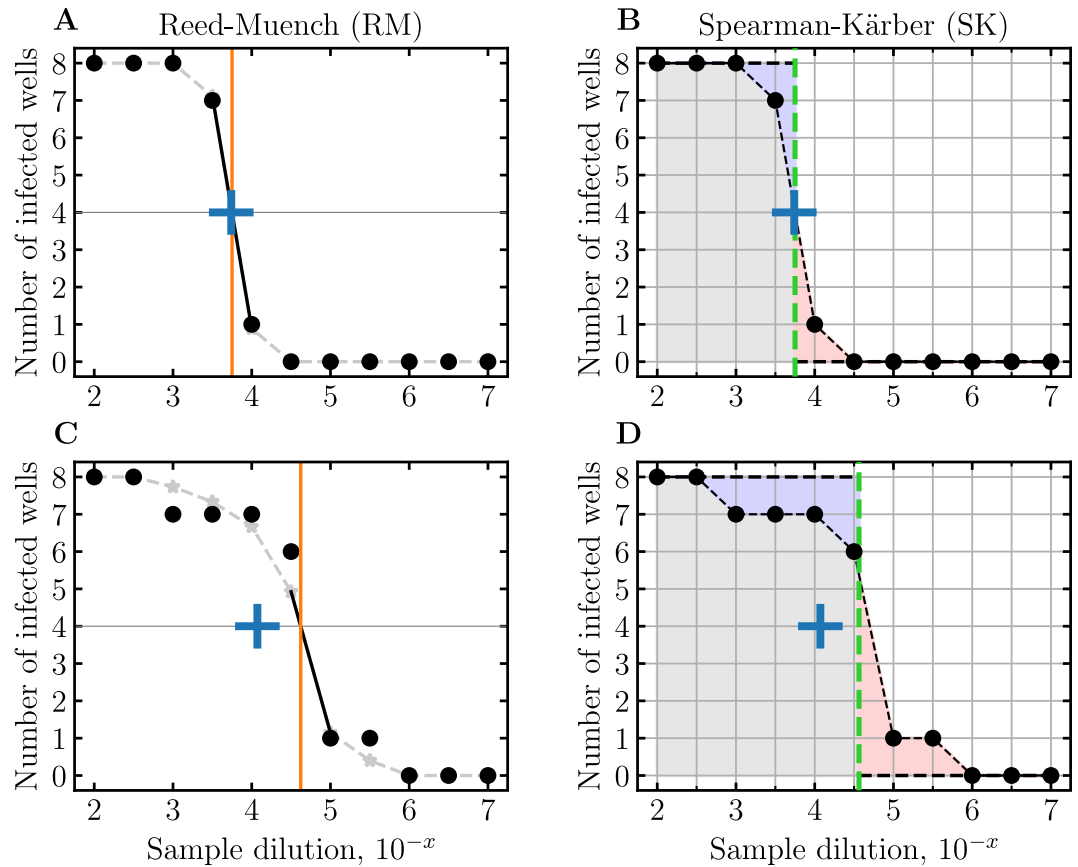 A Reed-Muench (RM)
B Spearman-Kärber (SK)
Number of infected wells
8
7
6
5
4
3
2
1
0
2 3 4 5 6 7
Number of infected wells
8
7
6
5
4
3
2
1
0
2 3 4 5 6 7
C
D
Number of infected wells
8
7
6
5
4
3
2
1
0
2 3 4 5 6 7
Sample dilution, 10⁻ˣ
Number of infected wells
8
7
6
5
4
3
2
1
0
2 3 4 5 6 7
Sample dilution, 10⁻ˣ